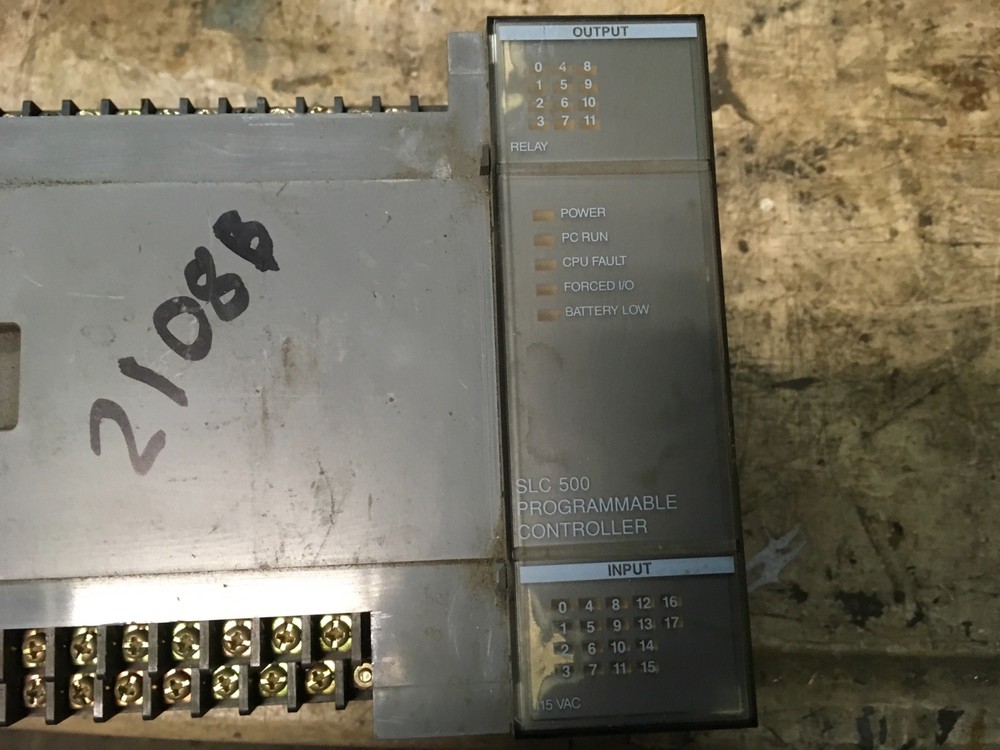 OUTPUT
0 4 8
1 5 9
2 6 10
3 7 11
RELAY
POWER
PC RUN
CPU FAULT
FORCED I/O
BATTERY LOW
2108B
SLC 500
PROGRAMMABLE
CONTROLLER
INPUT
0 4 8 12 16
1 5 9 13 17
2 6 10 14
3 7 11 15
115 VAC